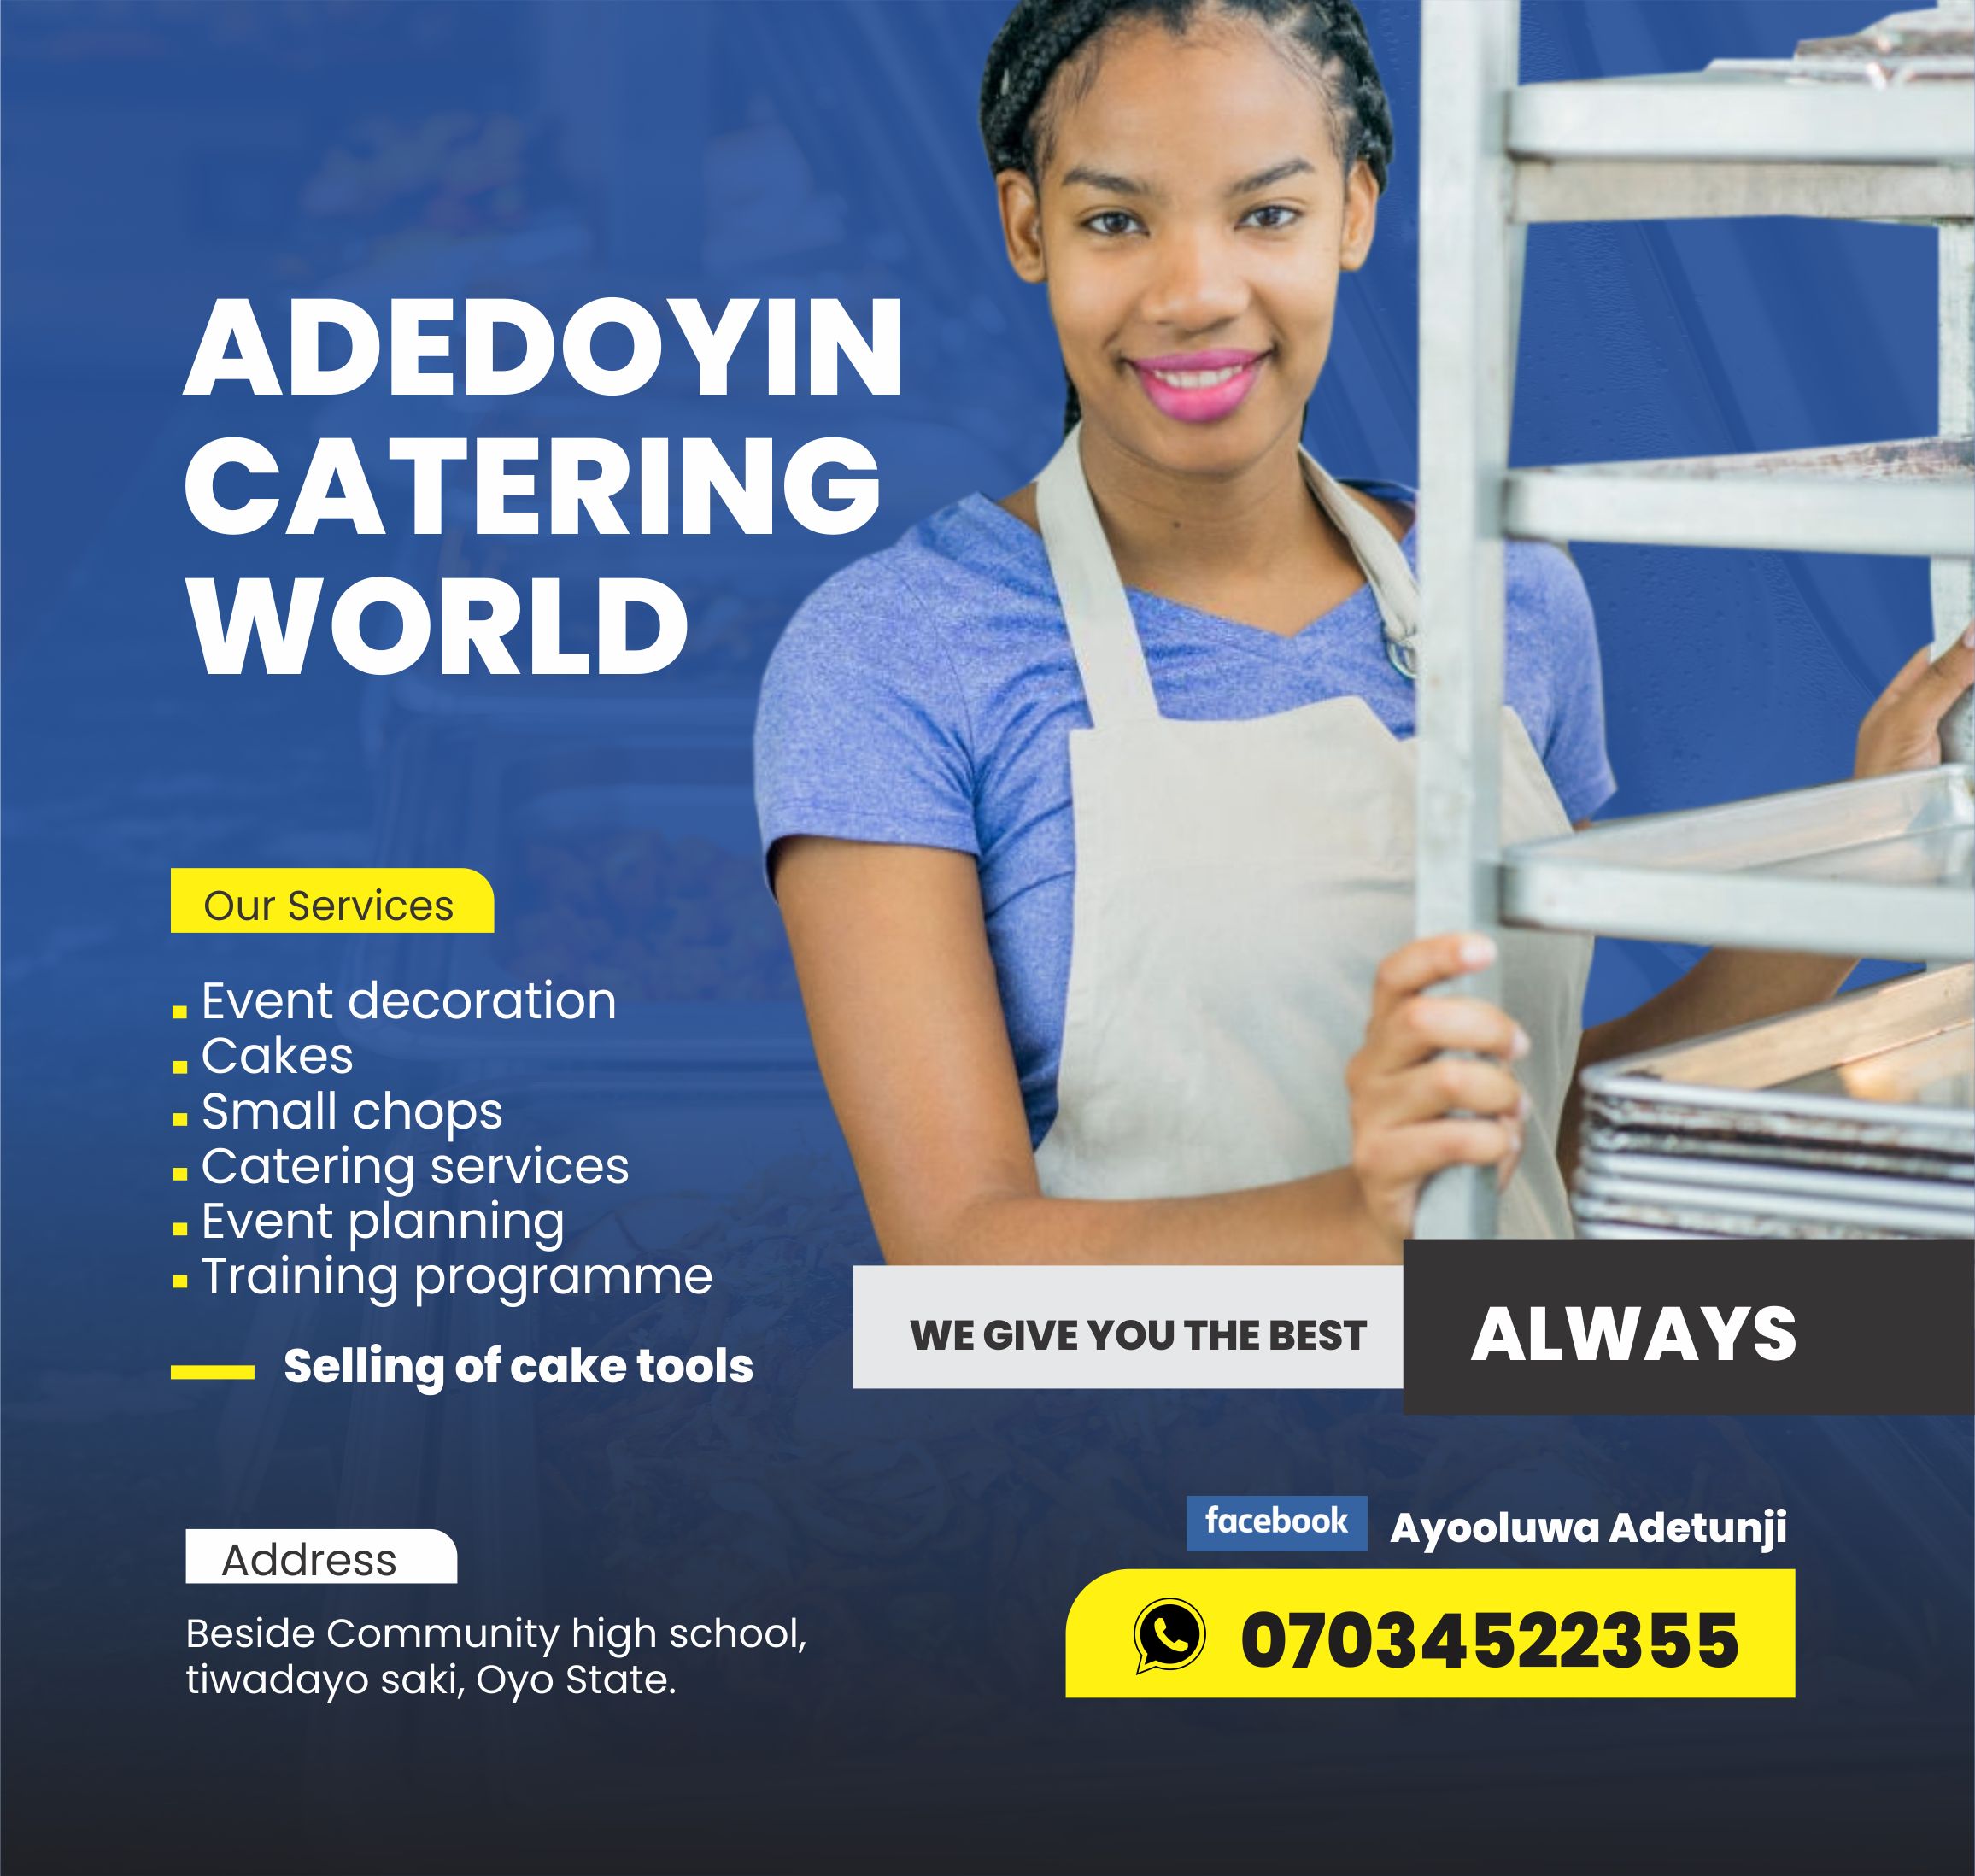 ADEDOYIN
CATERING
WORLD
Our Services
Event decoration
Cakes
Small chops
Catering services
Event planning
Training programme
Selling of cake tools
WE GIVE YOU THE BEST
ALWAYS
facebook Ayooluwa Adetunji
07034522355
Address
Beside Community high school,
tiwadayo saki, Oyo State.